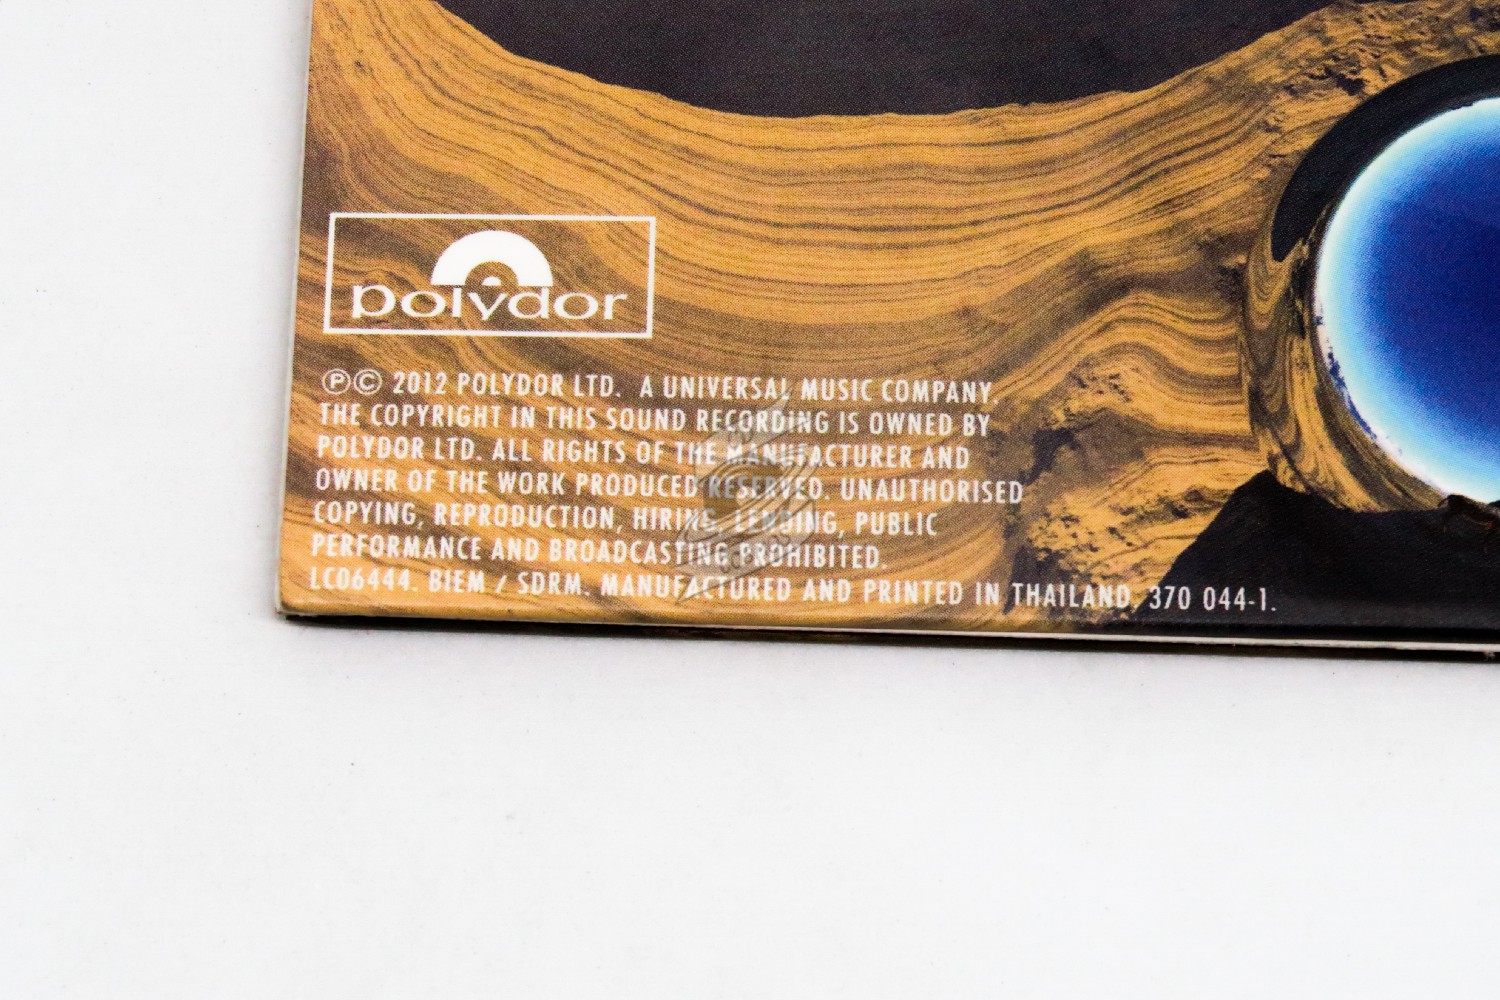 polydor
℗© 2012 POLYDOR LTD. A UNIVERSAL MUSIC COMPANY.
THE COPYRIGHT IN THIS SOUND RECORDING IS OWNED BY
POLYDOR LTD. ALL RIGHTS OF THE MANUFACTURER AND
OWNER OF THE WORK PRODUCED RESERVED. UNAUTHORISED
COPYING, REPRODUCTION, HIRING, LENDING, PUBLIC
PERFORMANCE AND BROADCASTING PROHIBITED.
LC06444. BIEM / SDRM. MANUFACTURED AND PRINTED IN THAILAND. 370 044-1.